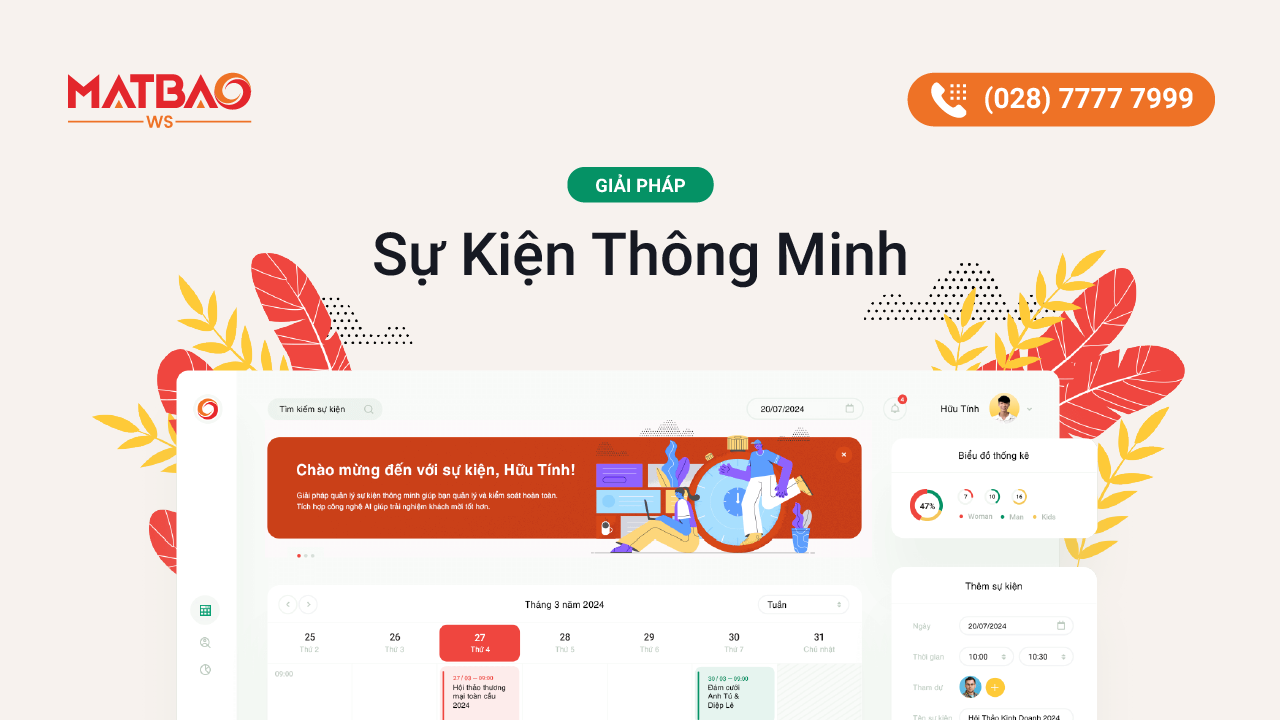 MATBAO
WS
(028) 7777 7999
GIẢI PHÁP
Sự Kiện Thông Minh
Tìm kiếm sự kiện
20/07/2024
4
Hữu Tính
Chào mừng đến với sự kiện, Hữu Tính!
Giải pháp quản lý sự kiện thông minh giúp bạn quản lý và kiểm soát hoàn toàn.
Tích hợp công nghệ AI giúp trải nghiệm khách mời tốt hơn.
Biểu đồ thống kê
47%
7
10
16
Woman
Man
Kids
Tháng 3 năm 2024
Tuần
25
26
27
28
29
30
31
Thứ 2
Thứ 3
Thứ 4
Thứ 5
Thứ 6
Thứ 7
Chủ nhật
09:00
27/ 03 — 09:00
Hội thảo thương
mại toàn cầu
2024
30 / 03 — 09:00
Đám cưới
Anh Tú &
Diệp Lê
Thêm sự kiện
Ngày
20/07/2024
Thời gian
10:00
10:30
Tham dự
Tên sự kiện
Hội Thảo Kinh Doanh 2024